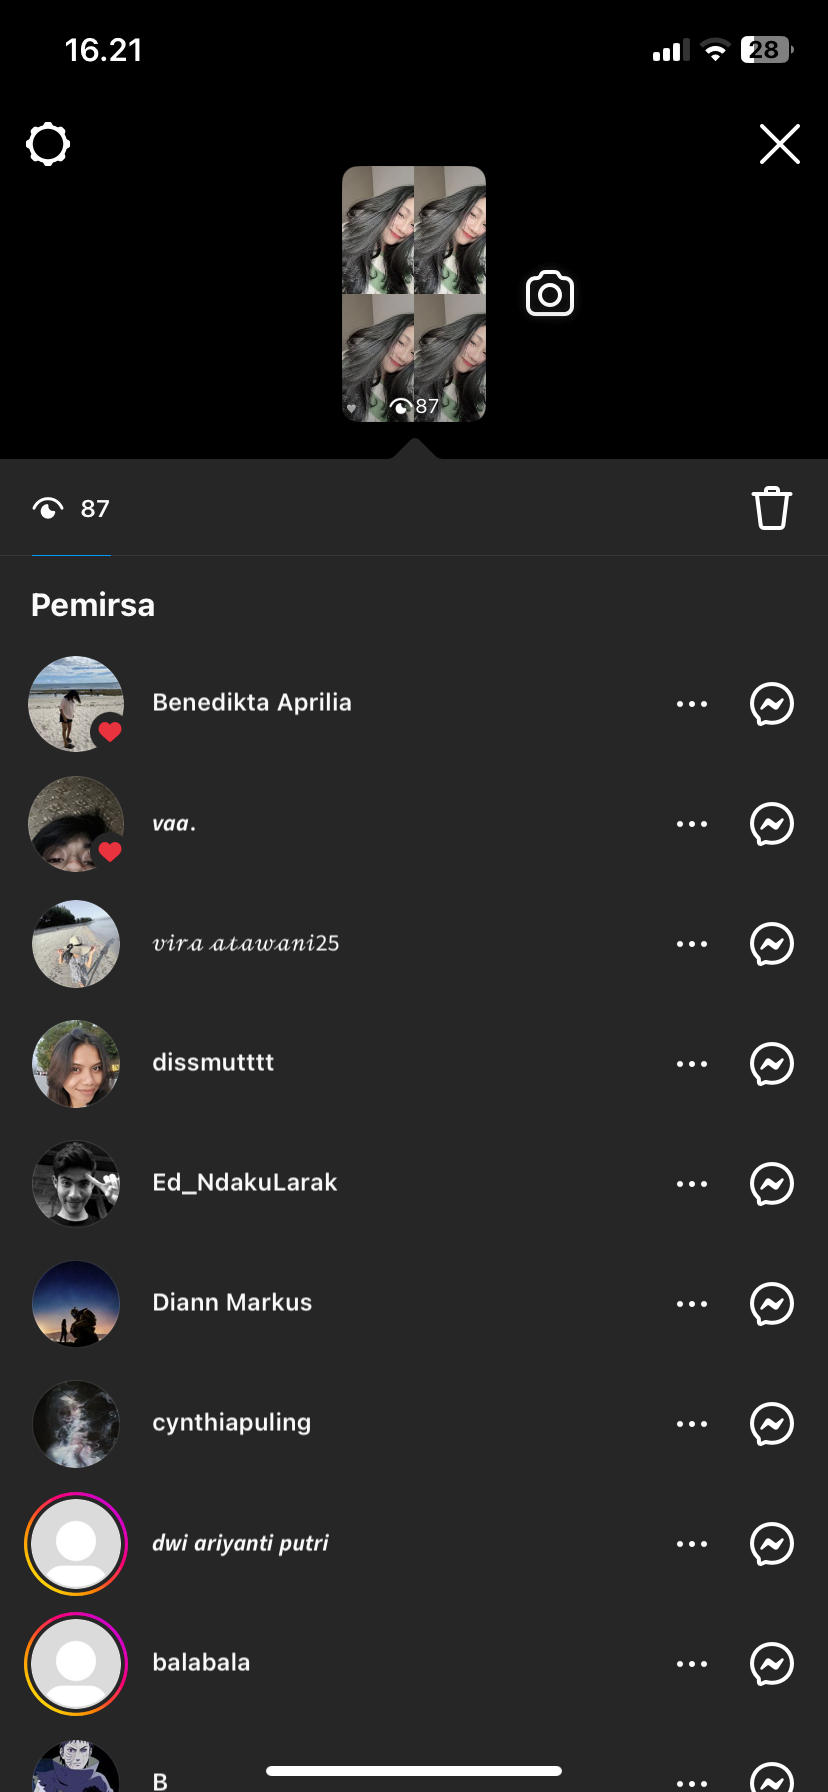 16.21
28
87
87
Pemirsa
Benedikta Aprilia
vaa.
𝓋𝒾𝓇𝒶 𝒶𝓉𝒶𝓌𝒶𝓃𝒾25
dissmutttt
Ed_NdakuLarak
Diann Markus
cynthiapuling
dwi ariyanti putri
balabala
B